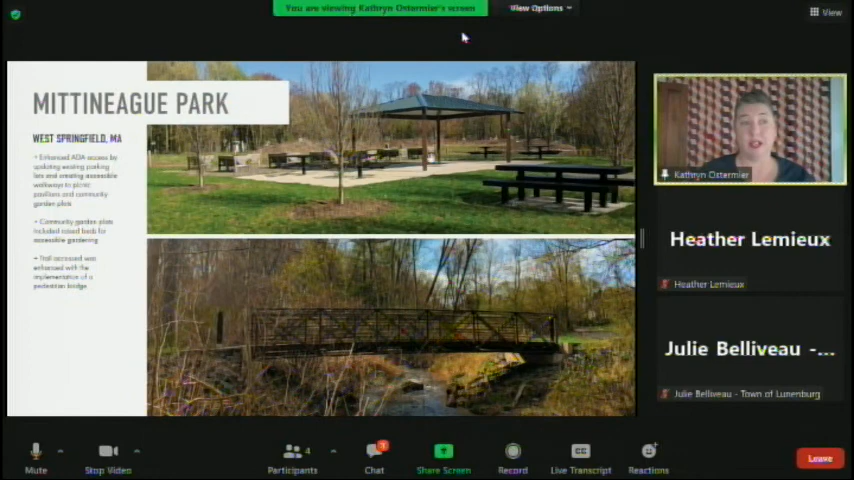 You are viewing Kathryn Ostermier's screen
View Options
View
MITTINEAGUE PARK
WEST SPRINGFIELD, MA
• Enhanced ADA access by
updating existing parking
lots and creating accessible
walkways to picnic
pavilions and community
garden plots
• Community garden plots
included raised beds for
accessible gardening
• Trail accessed was
enhanced with the
implementation of a
pedestrian bridge
Kathryn Ostermier
Heather Lemieux
Heather Lemieux
Julie Belliveau -...
Julie Belliveau - Town of Lunenburg
Mute
Stop Video
Participants
4
Chat
Share Screen
Record
CC
Live Transcript
Reactions
Leave